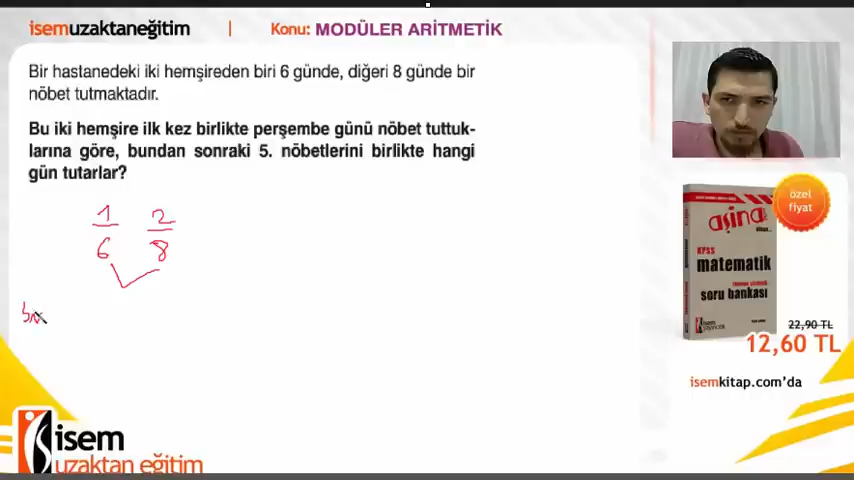 isemuzaktaneğitim | Konu: MODÜLER ARİTMETİK
Bir hastanedeki iki hemşireden biri 6 günde, diğeri 8 günde bir
nöbet tutmaktadır.
Bu iki hemşire ilk kez birlikte perşembe günü nöbet tuttuk-
larına göre, bundan sonraki 5. nöbetlerini birlikte hangi
gün tutarlar?
1 2
6 8
özel
fiyat
aşina
KPSS
matematik
soru bankası
isem
22,90 TL
12,60 TL
isemkitap.com'da
isem
uzaktan eğitim